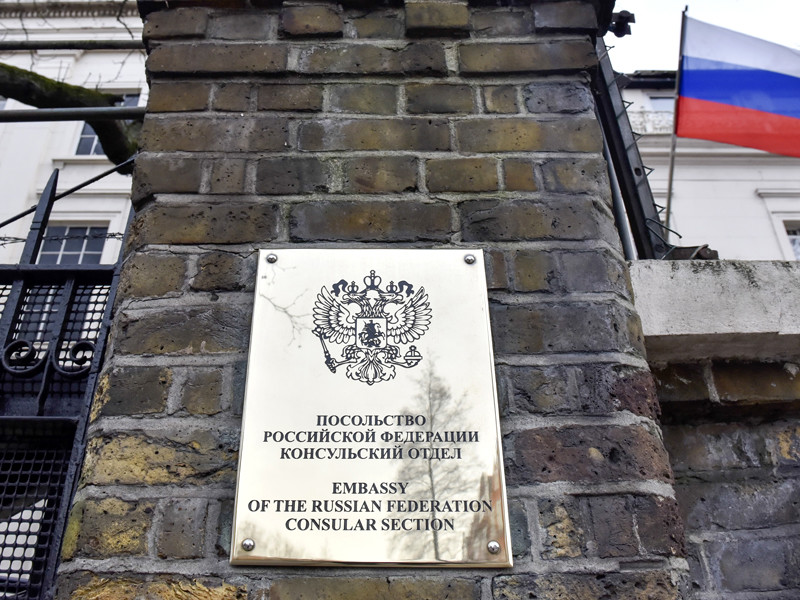 ПОСОЛЬСТВО
РОССИЙСКОЙ ФЕДЕРАЦИИ
КОНСУЛЬСКИЙ ОТДЕЛ
EMBASSY
OF THE RUSSIAN FEDERATION
CONSULAR SECTION